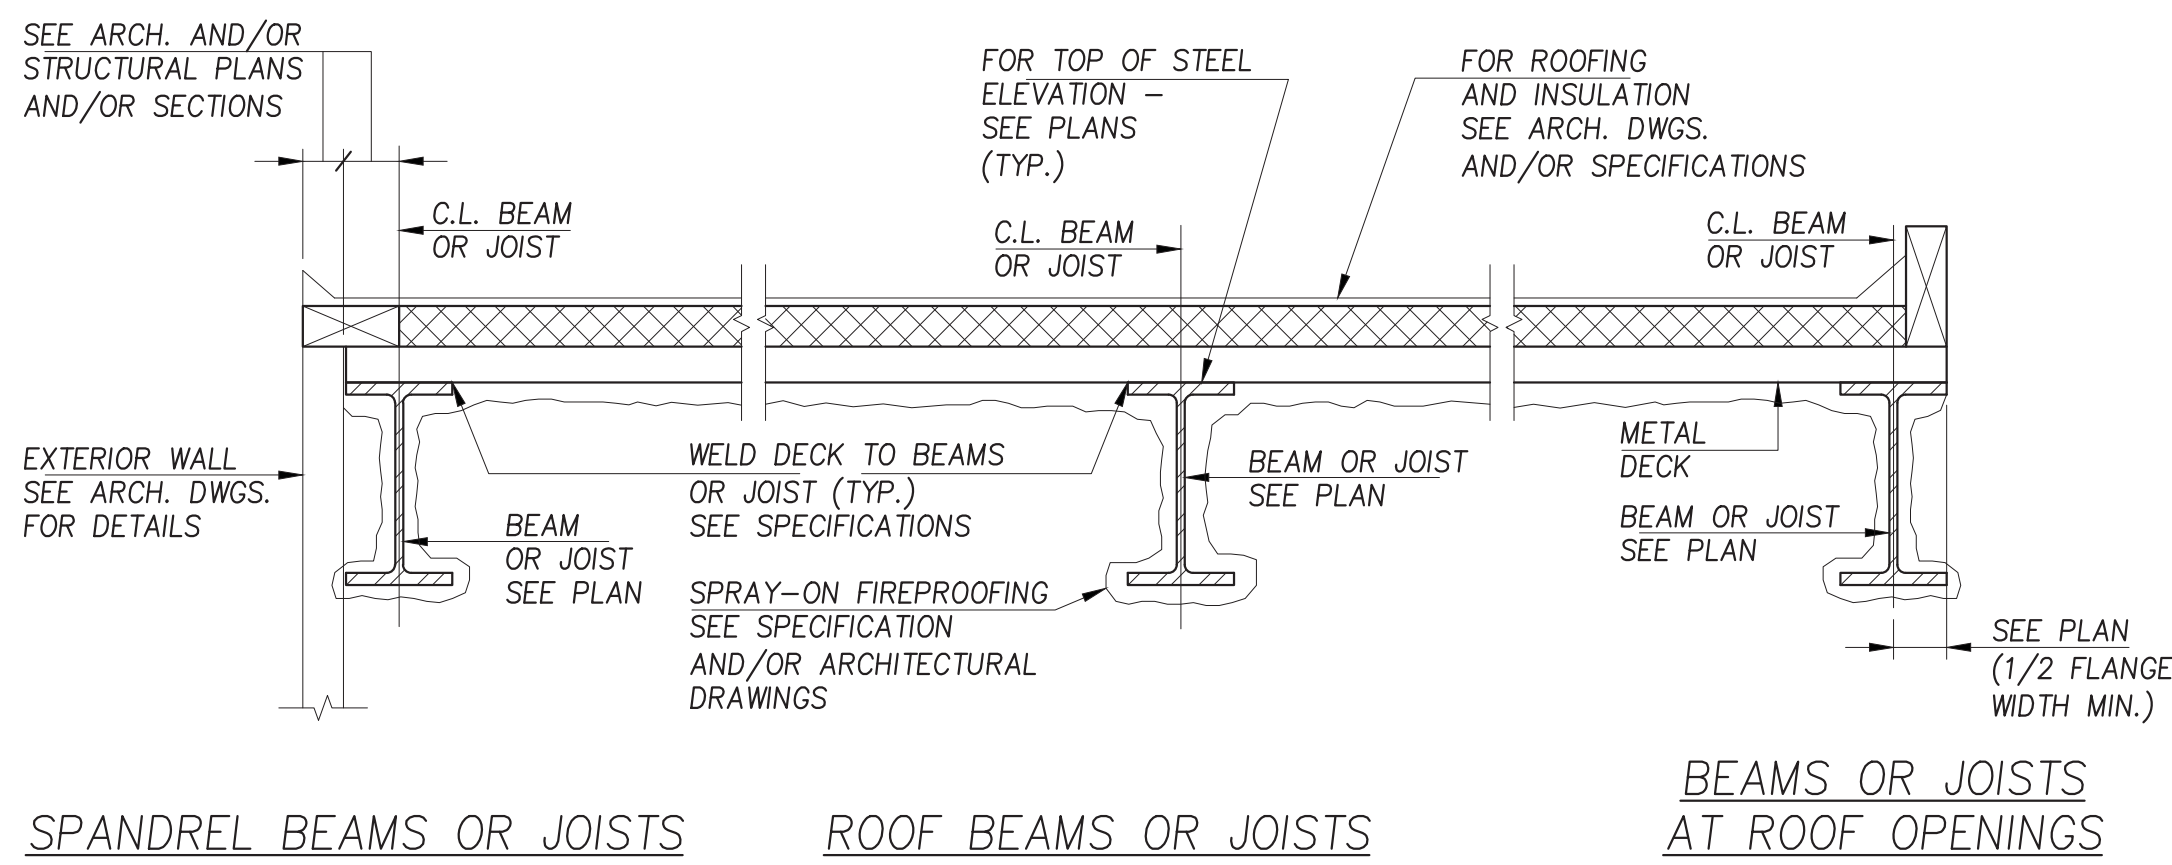 SEE ARCH. AND/OR
STRUCTURAL PLANS
AND/OR SECTIONS
FOR TOP OF STEEL
ELEVATION –
SEE PLANS
(TYP.)
FOR ROOFING
AND INSULATION
SEE ARCH. DWGS.
AND/OR SPECIFICATIONS
C.L. BEAM
OR JOIST
C.L. BEAM
OR JOIST
C.L. BEAM
OR JOIST
EXTERIOR WALL
SEE ARCH. DWGS.
FOR DETAILS
BEAM
OR JOIST
SEE PLAN
WELD DECK TO BEAMS
OR JOIST (TYP.)
SEE SPECIFICATIONS
SPRAY–ON FIREPROOFING
SEE SPECIFICATION
AND/OR ARCHITECTURAL
DRAWINGS
BEAM OR JOIST
SEE PLAN
METAL
DECK
BEAM OR JOIST
SEE PLAN
SEE PLAN
(1/2 FLANGE
WIDTH MIN.)
SPANDREL BEAMS OR JOISTS
ROOF BEAMS OR JOISTS
BEAMS OR JOISTS
AT ROOF OPENINGS